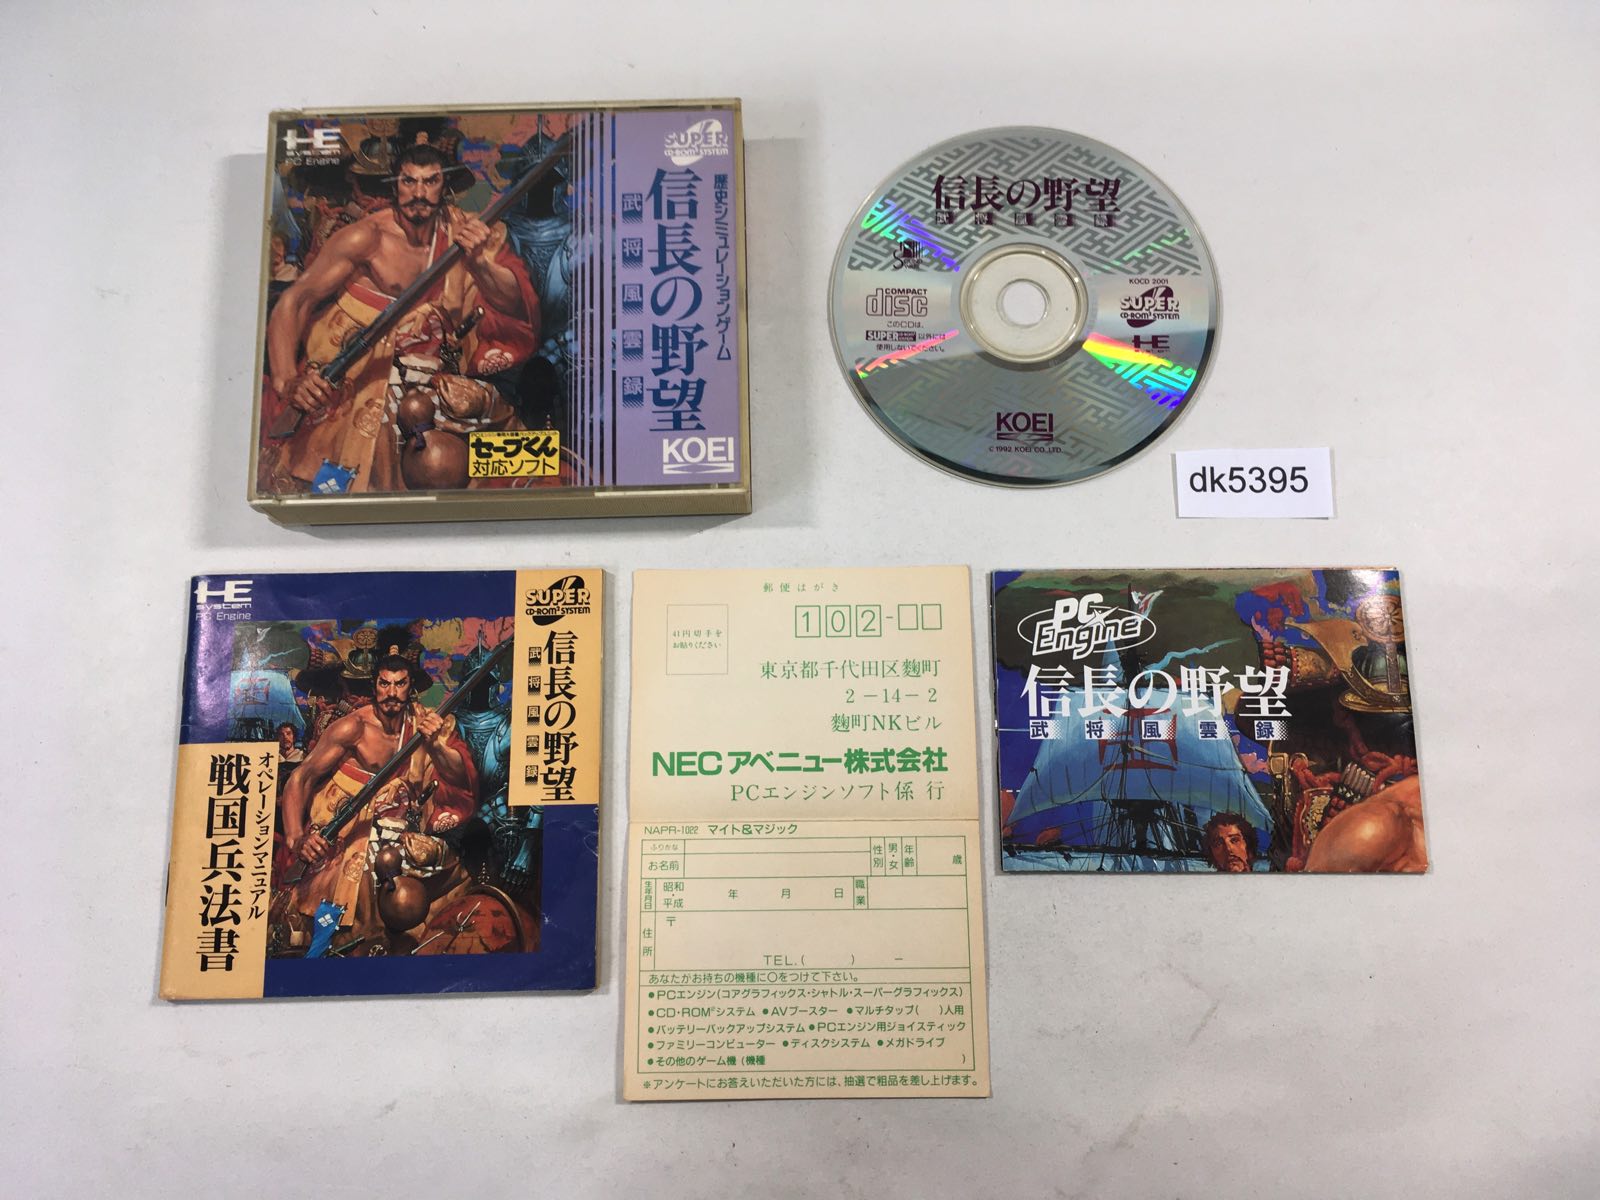 HE
system
PC Engine
SUPER
CD-ROM² SYSTEM
歴史シミュレーションゲーム
信長の野望
武将風雲録
セーブくん
対応ソフト
KOEI
信長の野望
武将風雲録
COMPACT
disc
このCDは、
SUPER
以外には
使用しないでください。
KOCD 2001
SUPER
CD-ROM² SYSTEM
HE
system
KOEI
©1992 KOEI CO.,LTD.
dk5395
HE
system
PC Engine
SUPER
CD-ROM² SYSTEM
信長の野望
武将風雲録
オペレーションマニュアル
戦国兵法書
郵便はがき
41円切手を
お貼りください
102-
東京都千代田区麴町
2-14-2
麴町NKビル
NECアベニュー株式会社
PCエンジンソフト係 行
NAPR-1022 マイト&マジック
ふりかな
お名前
性別
男・女
年齢
歳
生年月日
昭和・平成
年 月 日
職業
住所
〒
TEL.( ) -
あなたがお持ちの機種に○をつけて下さい。
●PCエンジン(コアグラフィックス・シャトル・スーパーグラフィックス)
●CD・ROM²システム ●AVブースター ●マルチタップ( )人用
●バッテリーバックアップシステム ●PCエンジン用ジョイスティック
●ファミリーコンピューター ●ディスクシステム ●メガドライブ
●その他のゲーム機(機種 )
※アンケートにお答えいただいた方には、抽選で粗品を差し上げます。
PC Engine
信長の野望
武将風雲録